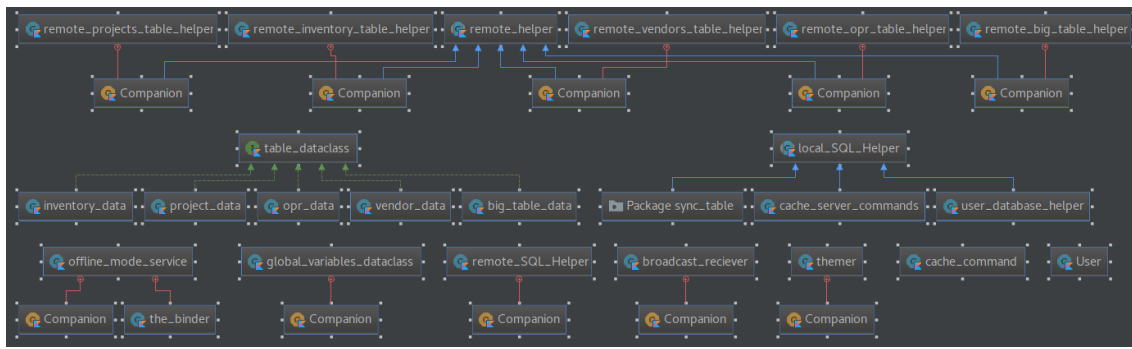 remote_projects_table_helper remote_inventory_table_helper remote_helper remote_vendors_table_helper remote_opr_table_helper remote_big_table_helper
Companion Companion Companion Companion Companion
table_dataclass local_SQL_Helper
inventory_data project_data opr_data vendor_data big_table_data Package sync_table cache_server_commands user_database_helper
offline_mode_service global_variables_dataclass remote_SQL_Helper broadcast_reciever themer cache_command User
Companion the_binder Companion Companion Companion Companion